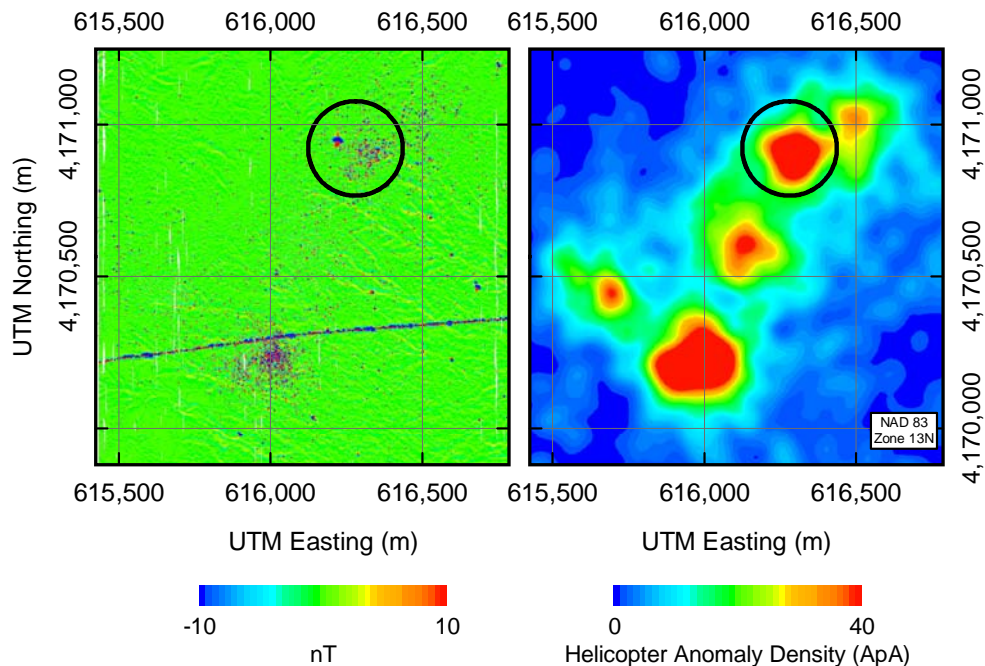 615,500 616,000 616,500 615,500 616,000 616,500
UTM Northing (m)
4,171,000
4,170,500
4,170,000
4,171,000
4,170,500
4,170,000
NAD 83
Zone 13N
615,500 616,000 616,500 615,500 616,000 616,500
UTM Easting (m) UTM Easting (m)
-10 10 0 40
nT Helicopter Anomaly Density (ApA)